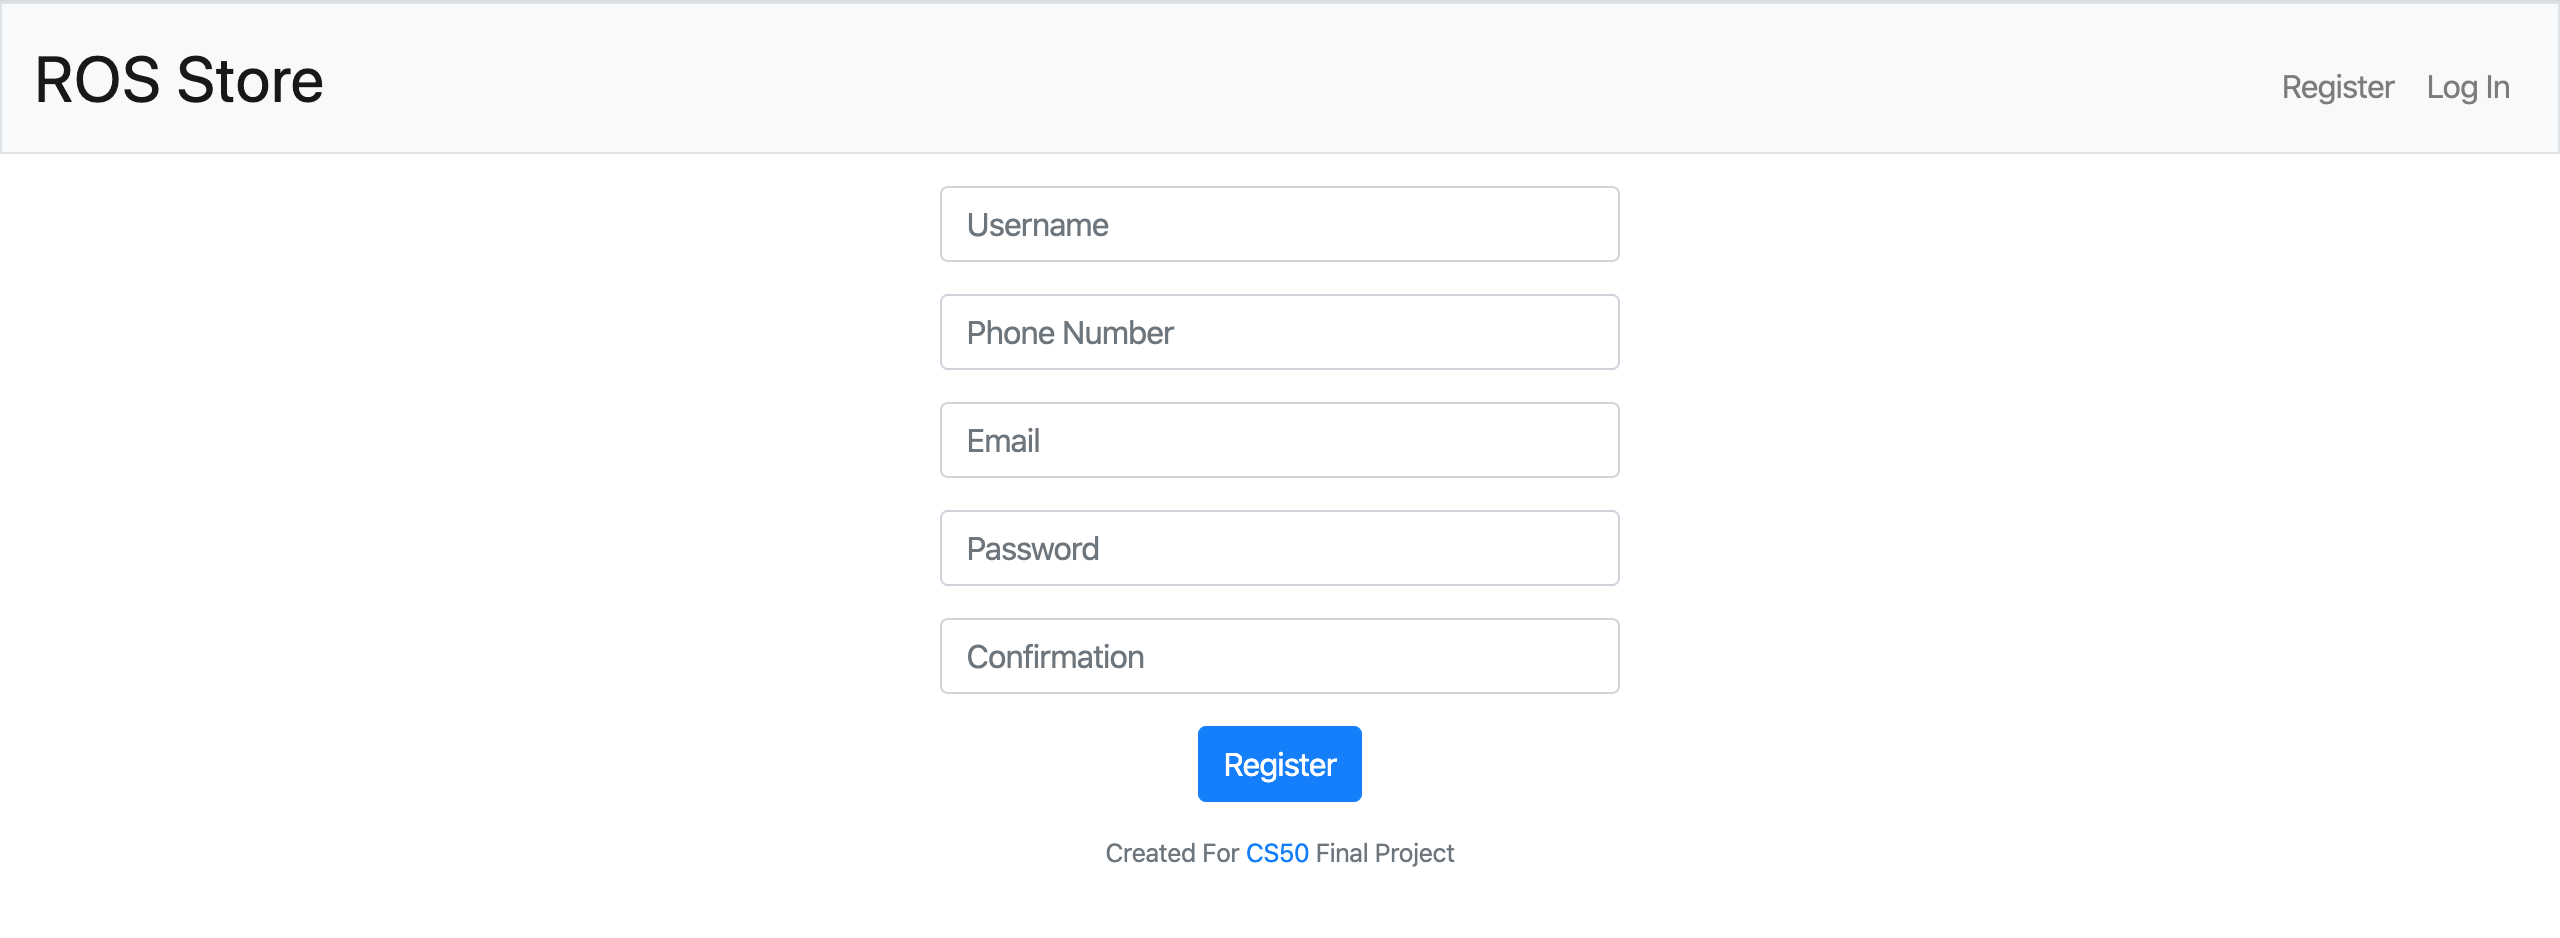 ROS Store
Register Log In
Username
Phone Number
Email
Password
Confirmation
Register
Created For CS50 Final Project